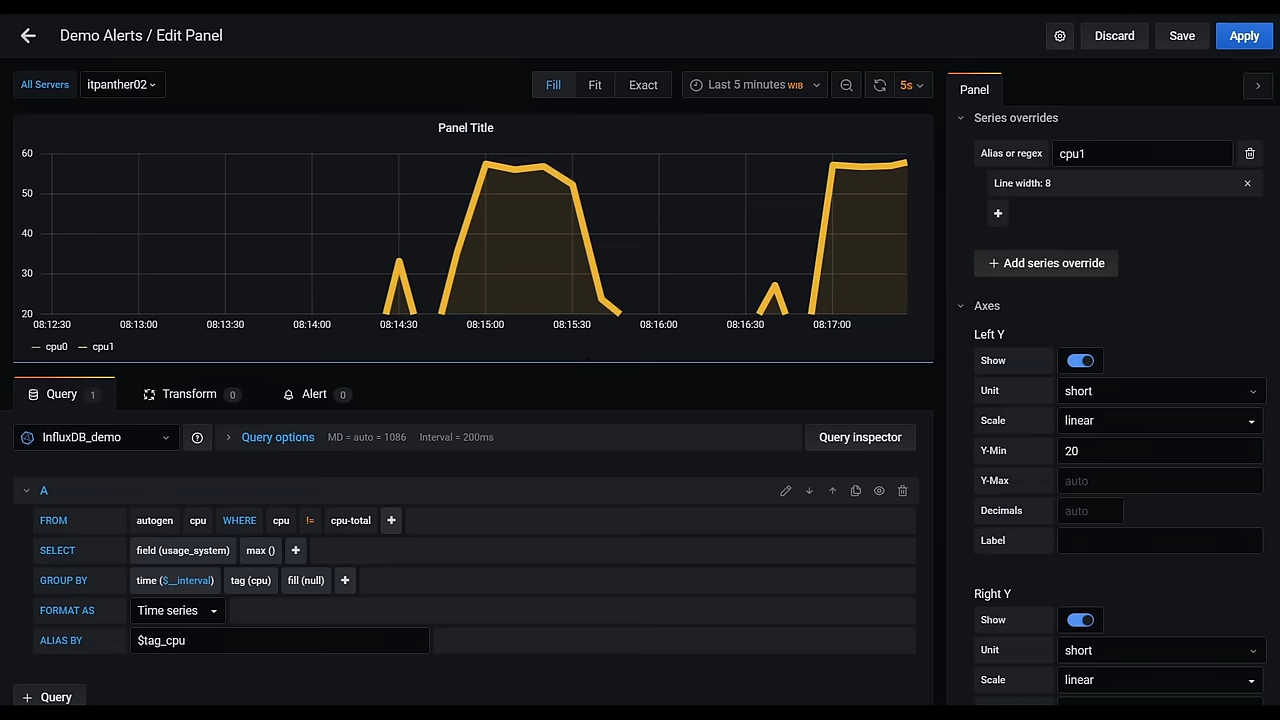 Demo Alerts / Edit Panel
Discard
Save
Apply
All Servers
itpanther02
Fill
Fit
Exact
Last 5 minutes WIB
5s
Panel
Series overrides
Alias or regex
cpu1
Line width: 8
+ Add series override
Panel Title
60
50
40
30
20
08:12:30
08:13:00
08:13:30
08:14:00
08:14:30
08:15:00
08:15:30
08:16:00
08:16:30
08:17:00
cpu0
cpu1
Query 1
Transform 0
Alert 0
InfluxDB_demo
Query options
MD = auto = 1086
Interval = 200ms
Query inspector
A
FROM autogen cpu WHERE cpu != cpu-total +
SELECT field (usage_system) max () +
GROUP BY time ($__interval) tag (cpu) fill (null) +
FORMAT AS Time series
ALIAS BY $tag_cpu
+ Query
Axes
Left Y
Show
Unit short
Scale linear
Y-Min 20
Y-Max auto
Decimals auto
Label
Right Y
Show
Unit short
Scale linear